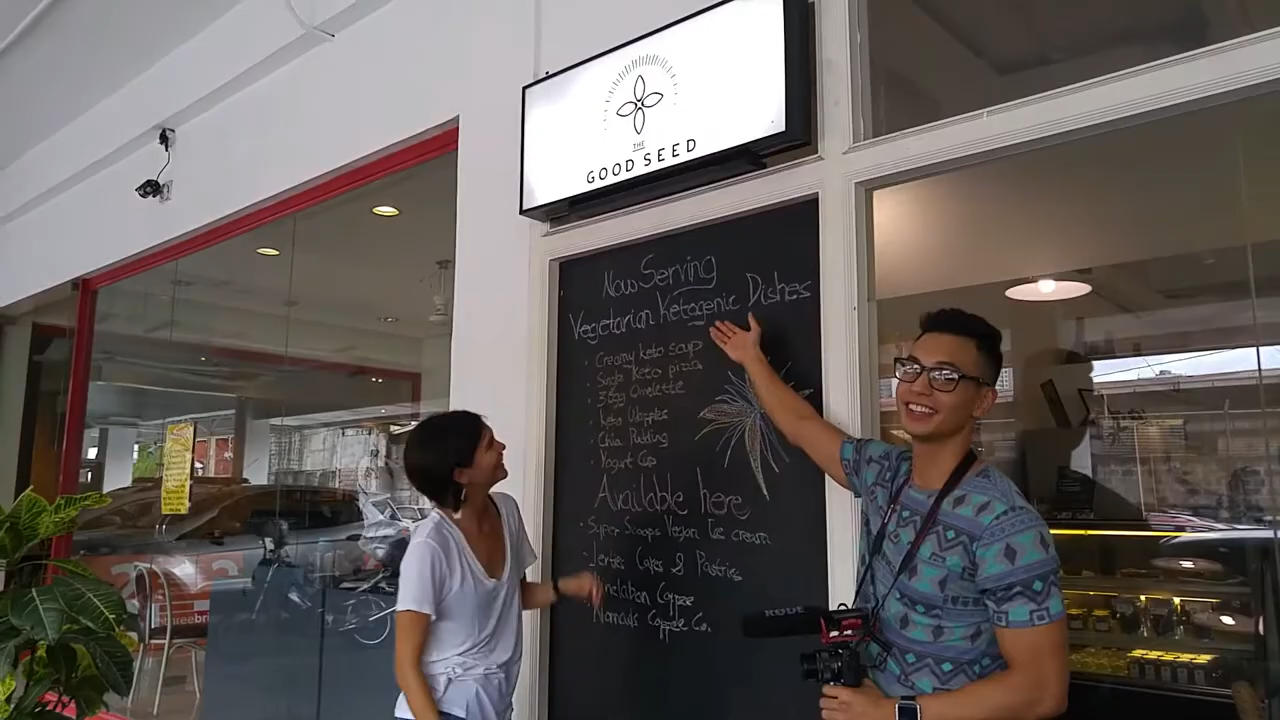 THE
GOOD SEED
Now Serving
Vegetarian Ketogenic Dishes
• Creamy keto soup
• Single keto pizza
• 3 Egg Omelette
• Keto Waffles
• Chia Pudding
• Yogurt Cup
Available here
• Super Scoops Vegan Ice cream
Cakes & Pastries
Coffee
Nomads Coffee Co.
RODE